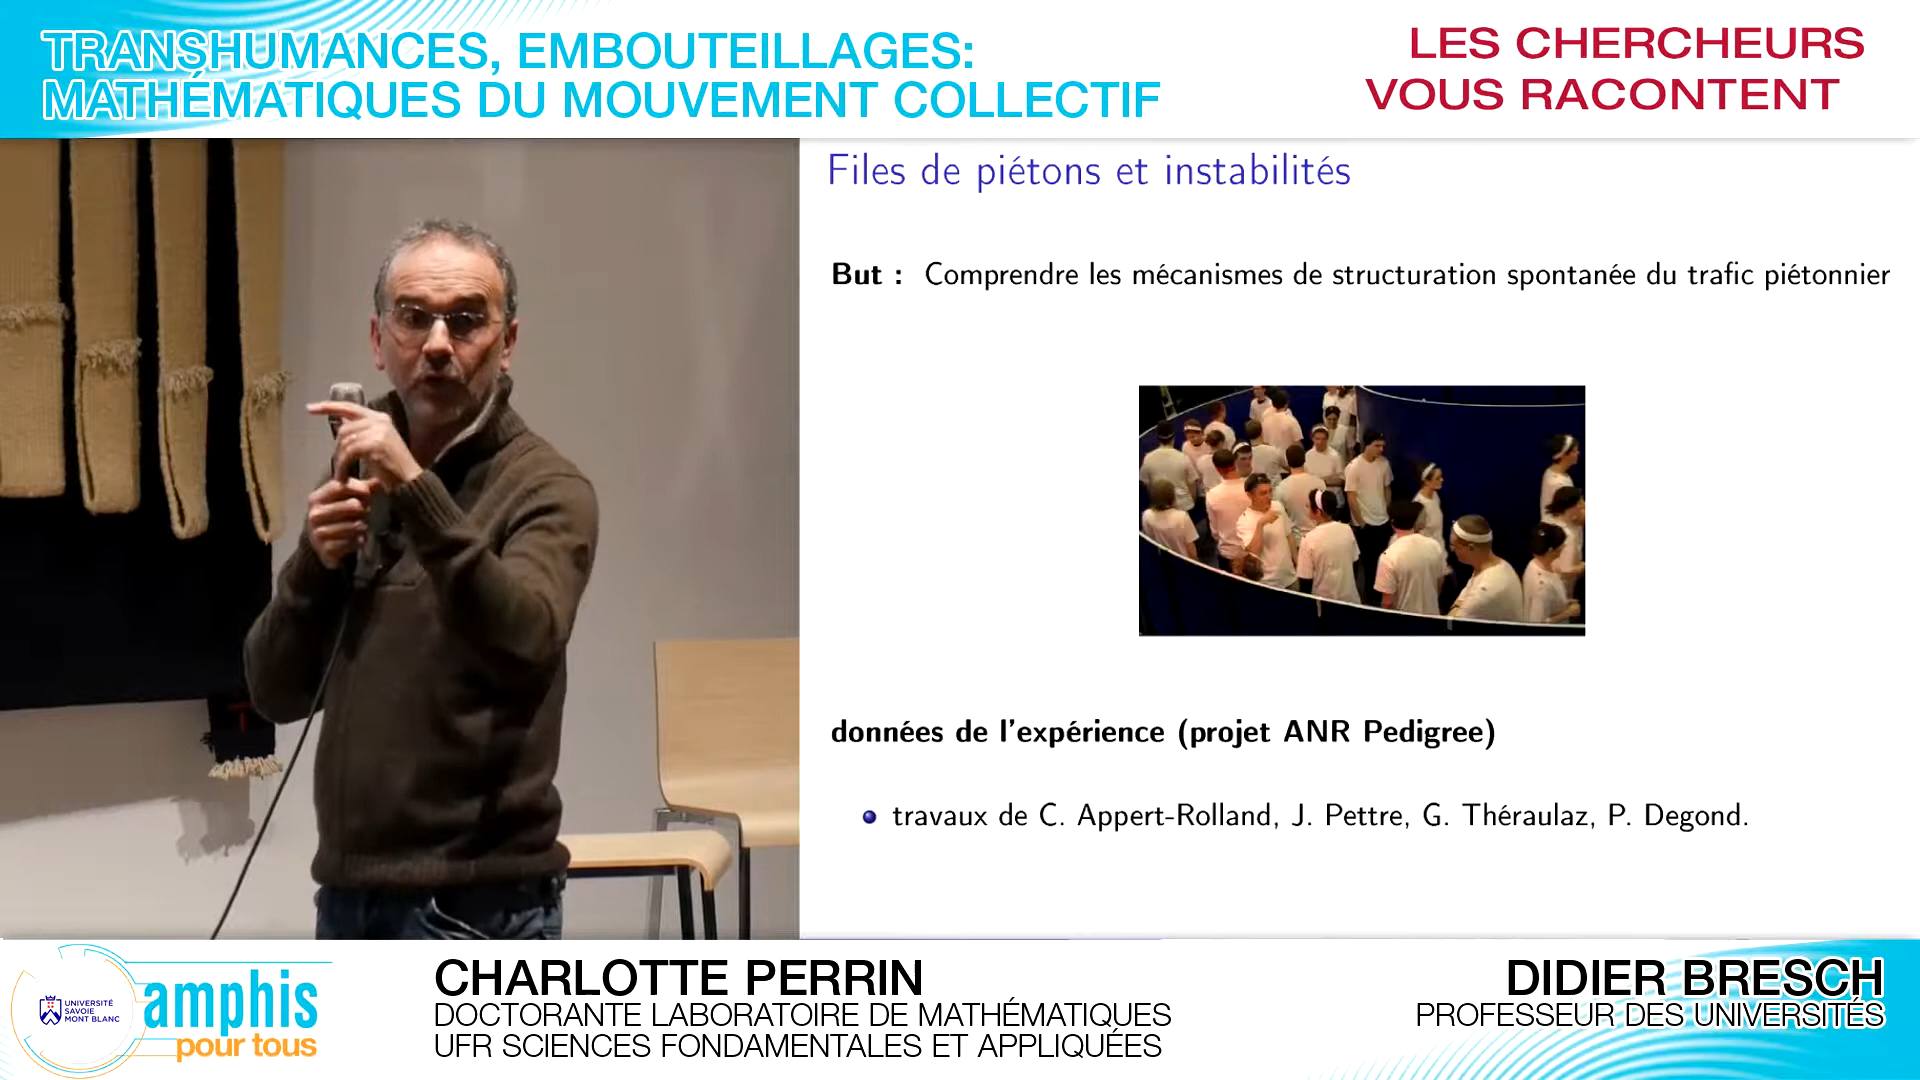 TRANSHUMANCES, EMBOUTEILLAGES:
MATHÉMATIQUES DU MOUVEMENT COLLECTIF
LES CHERCHEURS
VOUS RACONTENT
Files de piétons et instabilités
But : Comprendre les mécanismes de structuration spontanée du trafic piétonnier
données de l'expérience (projet ANR Pedigree)
travaux de C. Appert-Rolland, J. Pettre, G. Théraulaz, P. Degond.
UNIVERSITÉ
SAVOIE
MONT BLANC
amphis
pour tous
CHARLOTTE PERRIN
DOCTORANTE LABORATOIRE DE MATHÉMATIQUES
UFR SCIENCES FONDAMENTALES ET APPLIQUÉES
DIDIER BRESCH
PROFESSEUR DES UNIVERSITÉS